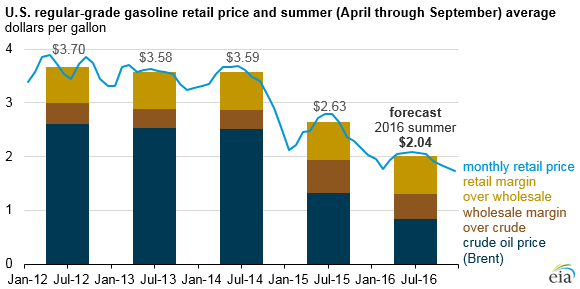 U.S. regular-grade gasoline retail price and summer (April through September) average
dollars per gallon
4
3
2
1
0
$3.70
$3.58
$3.59
$2.63
forecast
2016 summer
$2.04
monthly retail price
retail margin
over wholesale
wholesale margin
over crude
crude oil price
(Brent)
Jan-12 Jul-12 Jan-13 Jul-13 Jan-14 Jul-14 Jan-15 Jul-15 Jan-16 Jul-16
eia